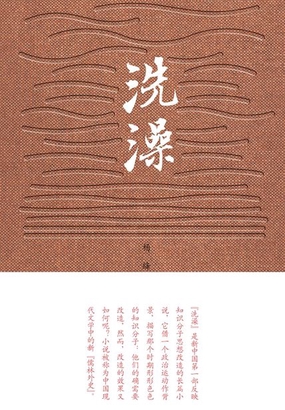 洗澡
杨 绛
『洗澡』是新中国第一部反映
知识分子思想改造的长篇小
说，它借一个政治运动作背
景，描写那个时期形形色色
的知识分子。他们的确需要
改造，然而，改造的效果又
如何呢？小说被称为中国现
代文学中的新『儒林外史』。